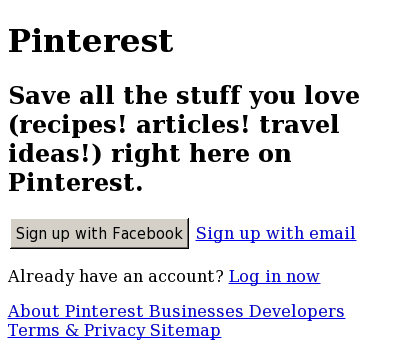 Pinterest
Save all the stuff you love
(recipes! articles! travel
ideas!) right here on
Pinterest.
Sign up with Facebook Sign up with email
Already have an account? Log in now
About Pinterest Businesses Developers
Terms & Privacy Sitemap